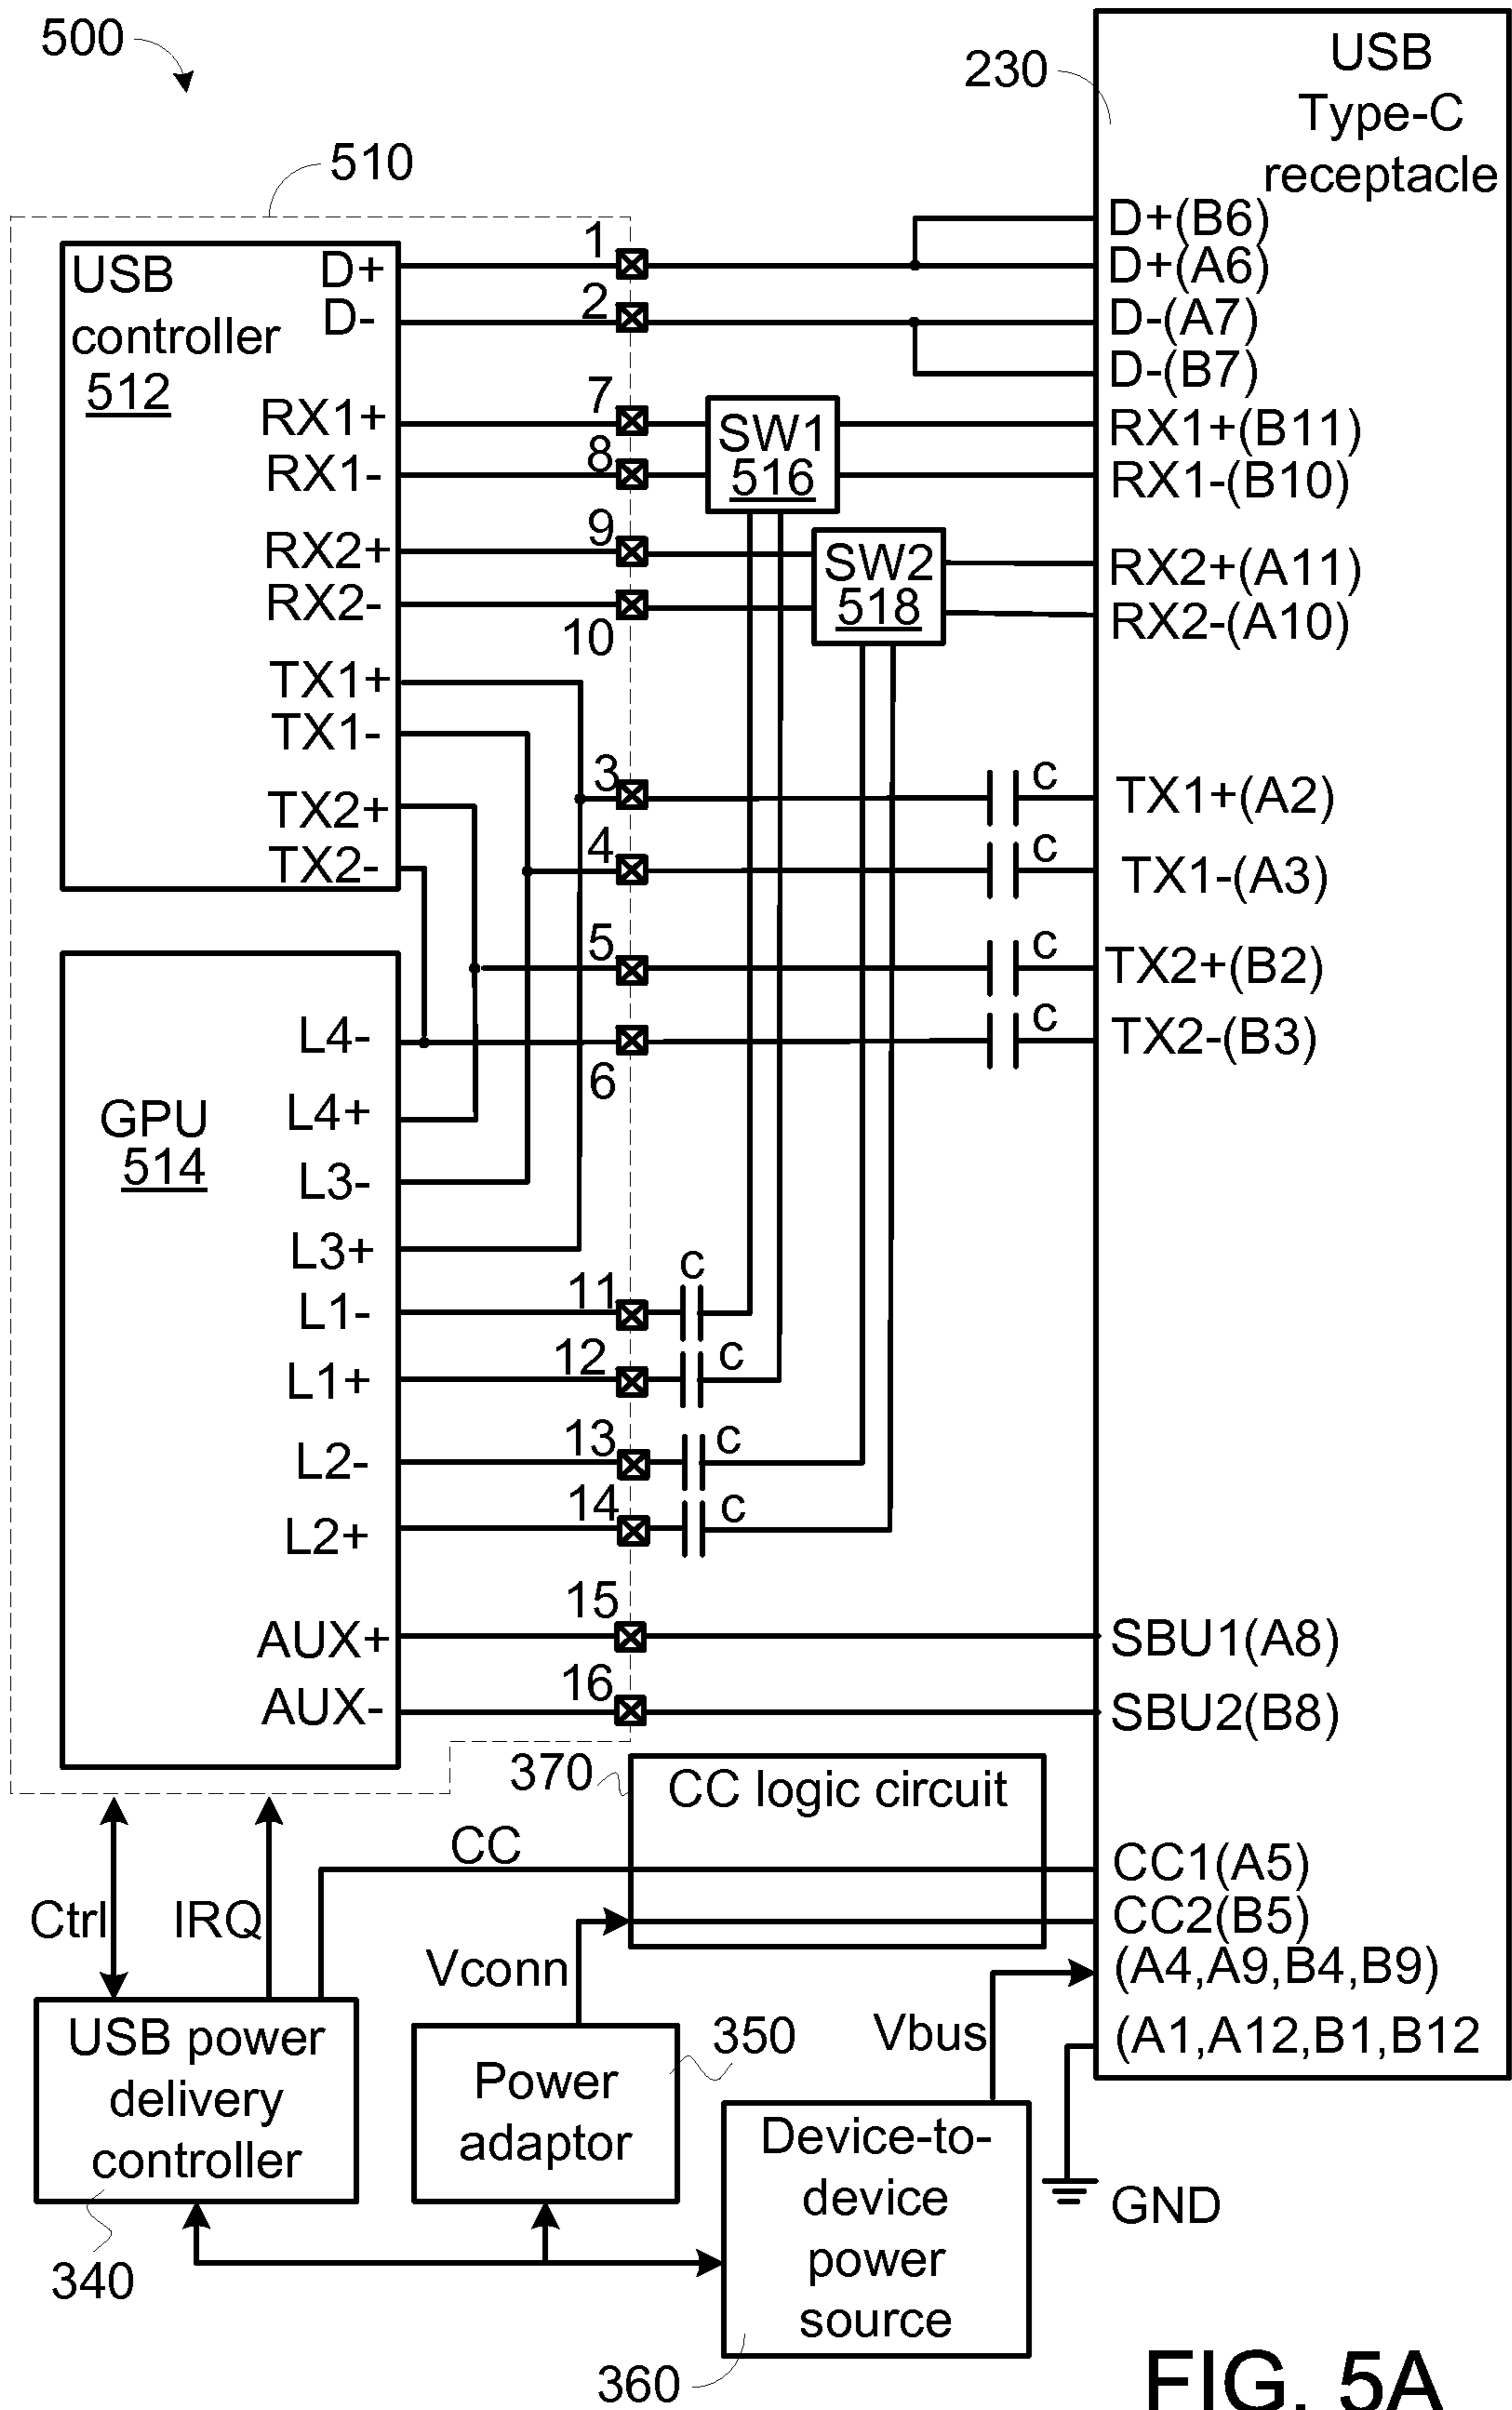 500
510
230
USB
Type-C
receptacle
USB
controller
512
D+
D-
RX1+
RX1-
RX2+
RX2-
TX1+
TX1-
TX2+
TX2-
1
2
7
8
9
10
3
4
5
6
SW1
516
SW2
518
D+(B6)
D+(A6)
D-(A7)
D-(B7)
RX1+(B11)
RX1-(B10)
RX2+(A11)
RX2-(A10)
c
TX1+(A2)
c
TX1-(A3)
c
TX2+(B2)
c
TX2-(B3)
GPU
514
L4-
L4+
L3-
L3+
L1-
L1+
L2-
L2+
AUX+
AUX-
11
c
12
c
13
c
14
c
15
16
SBU1(A8)
SBU2(B8)
370
CC logic circuit
CC
CC1(A5)
CC2(B5)
(A4,A9,B4,B9)
(A1,A12,B1,B12
Ctrl
IRQ
Vconn
Vbus
USB power
delivery
controller
340
Power
adaptor
350
Device-to-
device
power
source
360
GND
FIG. 5A